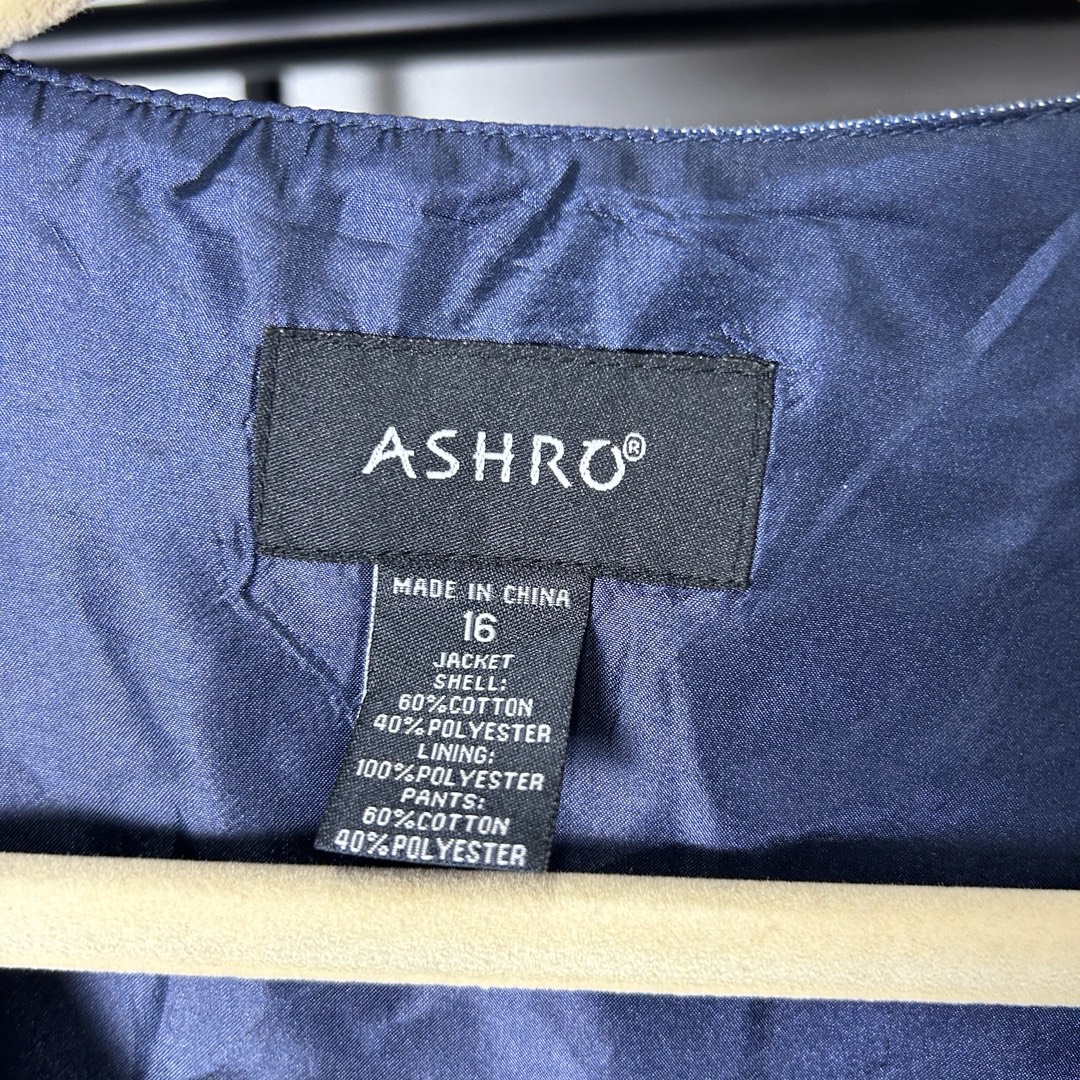 ASHRO®
MADE IN CHINA
16
JACKET
SHELL:
60%COTTON
40%POLYESTER
LINING:
100%POLYESTER
PANTS:
60%COTTON
40%POLYESTER